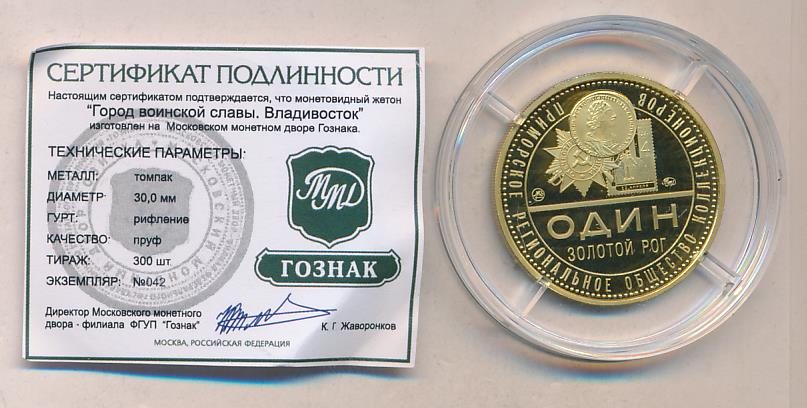 СЕРТИФИКАТ ПОДЛИННОСТИ
Настоящим сертификатом подтверждается, что монетовидный жетон
"Город воинской славы. Владивосток"
изготовлен на Московском монетном дворе Гознака.
ТЕХНИЧЕСКИЕ ПАРАМЕТРЫ:
МЕТАЛЛ: томпак
ДИАМЕТР: 30,0 мм
ГУРТ: рифление
КАЧЕСТВО: пруф
ТИРАЖ: 300 шт.
ЭКЗЕМПЛЯР: №042
ММД
ГОЗНАК
Директор Московского монетного
двора - филиала ФГУП "Гознак"
К. Г Жаворонков
МОСКВА, РОССИЙСКАЯ ФЕДЕРАЦИЯ
ПРИМОРСКОЕ РЕГИОНАЛЬНОЕ ОБЩЕСТВО КОЛЛЕКЦИОНЕРОВ
ОДИН
ЗОЛОТОЙ РОГ